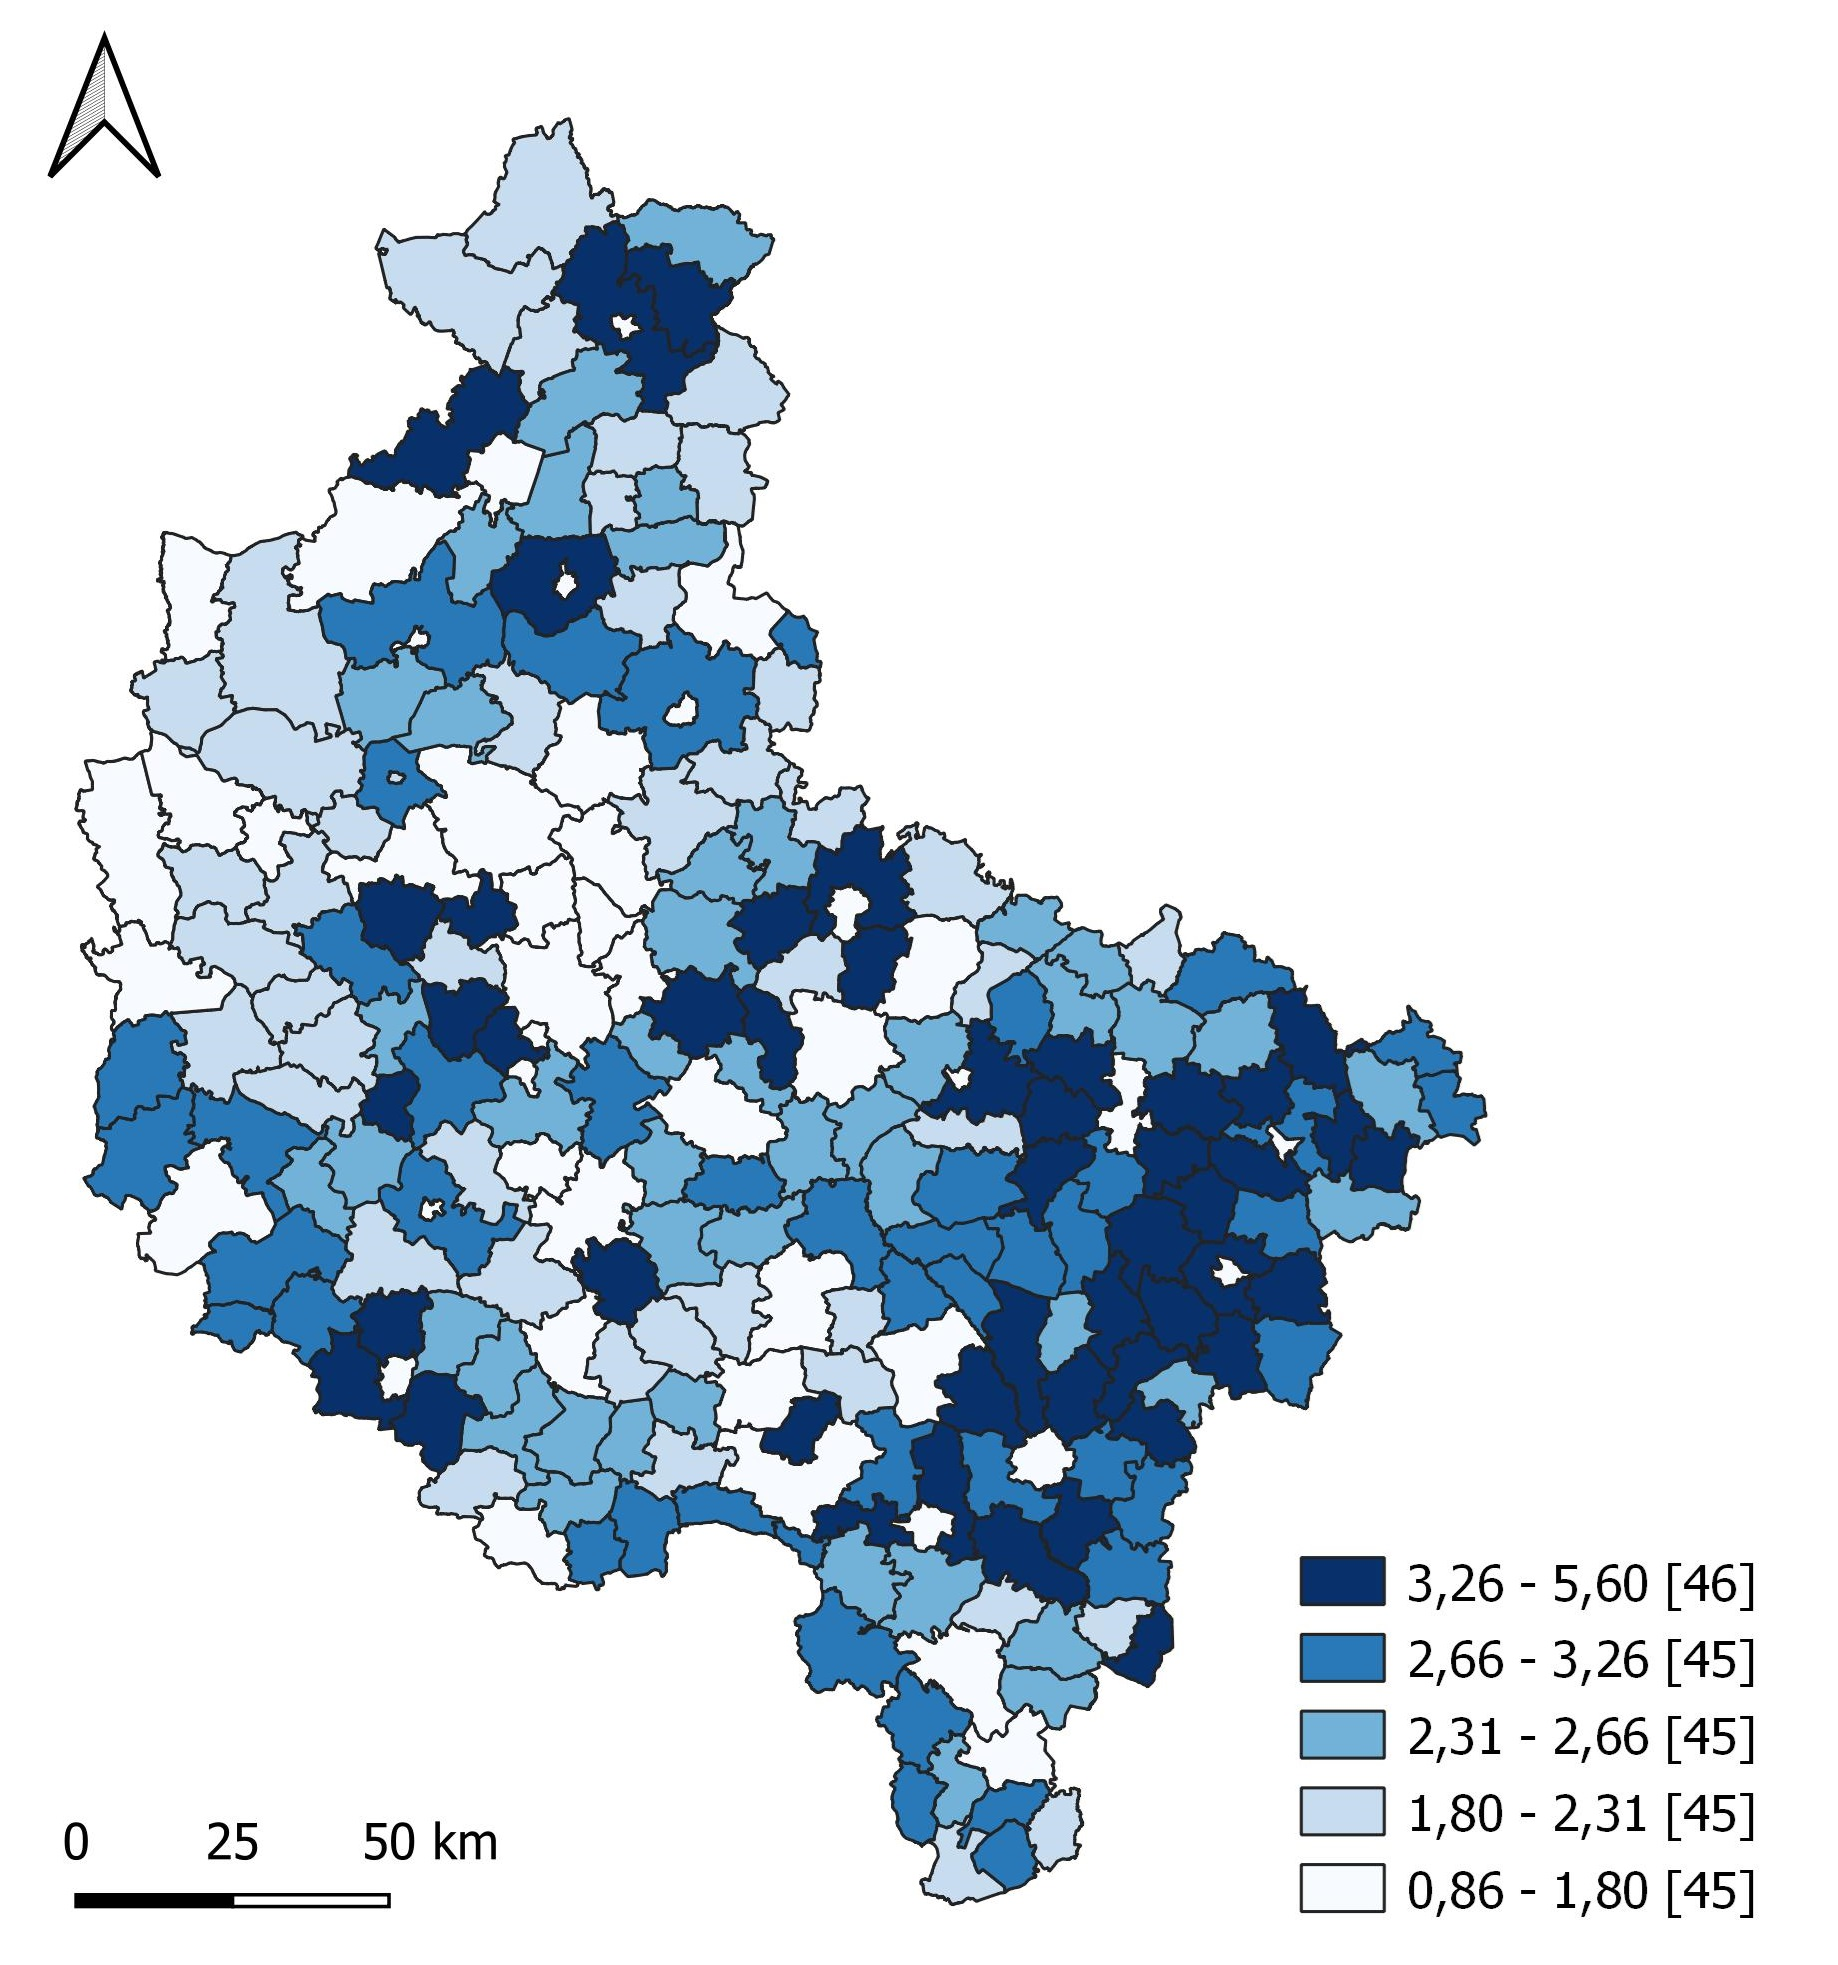 3,26 - 5,60 [46]
2,66 - 3,26 [45]
2,31 - 2,66 [45]
1,80 - 2,31 [45]
0,86 - 1,80 [45]
0 25 50 km